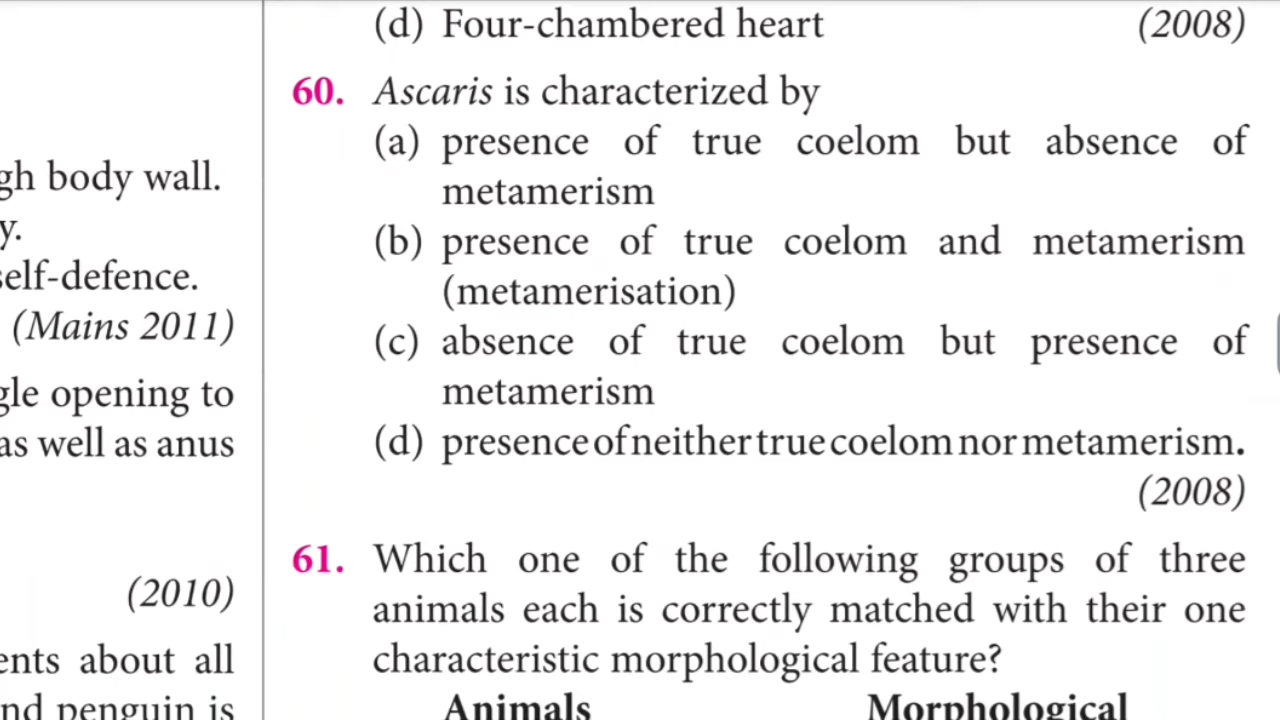 gh body wall.
y.
self-defence.
(Mains 2011)
gle opening to
as well as anus
(2010)
ents about all
nd penguin is
(d) Four-chambered heart (2008)
60. Ascaris is characterized by
(a) presence of true coelom but absence of
metamerism
(b) presence of true coelom and metamerism
(metamerisation)
(c) absence of true coelom but presence of
metamerism
(d) presence of neither true coelom nor metamerism.
(2008)
61. Which one of the following groups of three
animals each is correctly matched with their one
characteristic morphological feature?
Animals Morphological